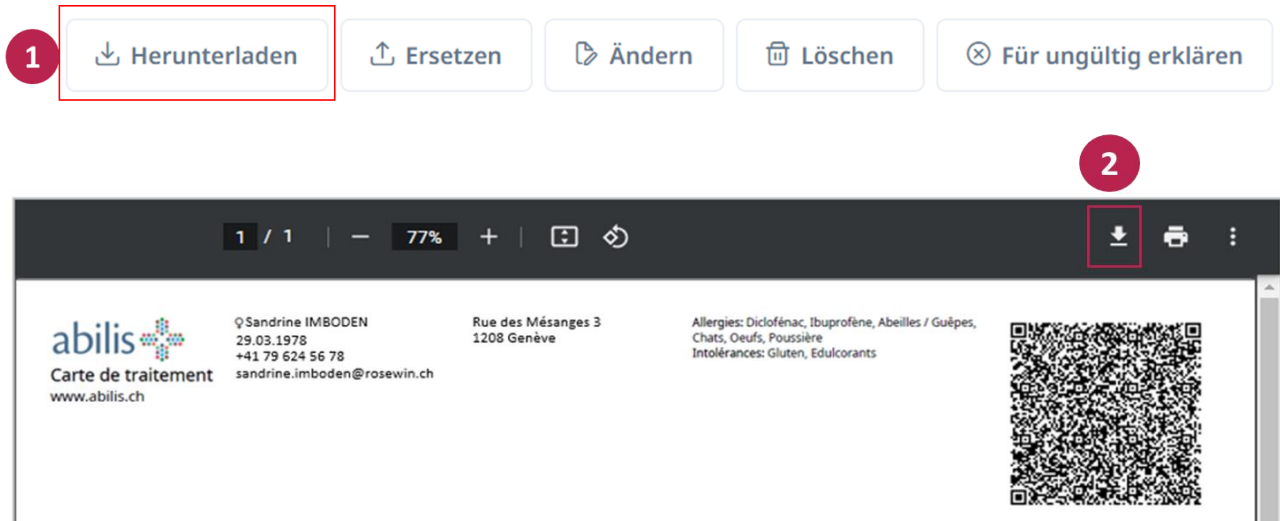 1 Herunterladen Ersetzen Ändern Löschen Für ungültig erklären
2
1 / 1 | — 77% + |
abilis
Carte de traitement
www.abilis.ch
♀Sandrine IMBODEN
29.03.1978
+41 79 624 56 78
sandrine.imboden@rosewin.ch
Rue des Mésanges 3
1208 Genève
Allergies: Diclofénac, Ibuprofène, Abeilles / Guêpes,
Chats, Oeufs, Poussière
Intolérances: Gluten, Edulcorants